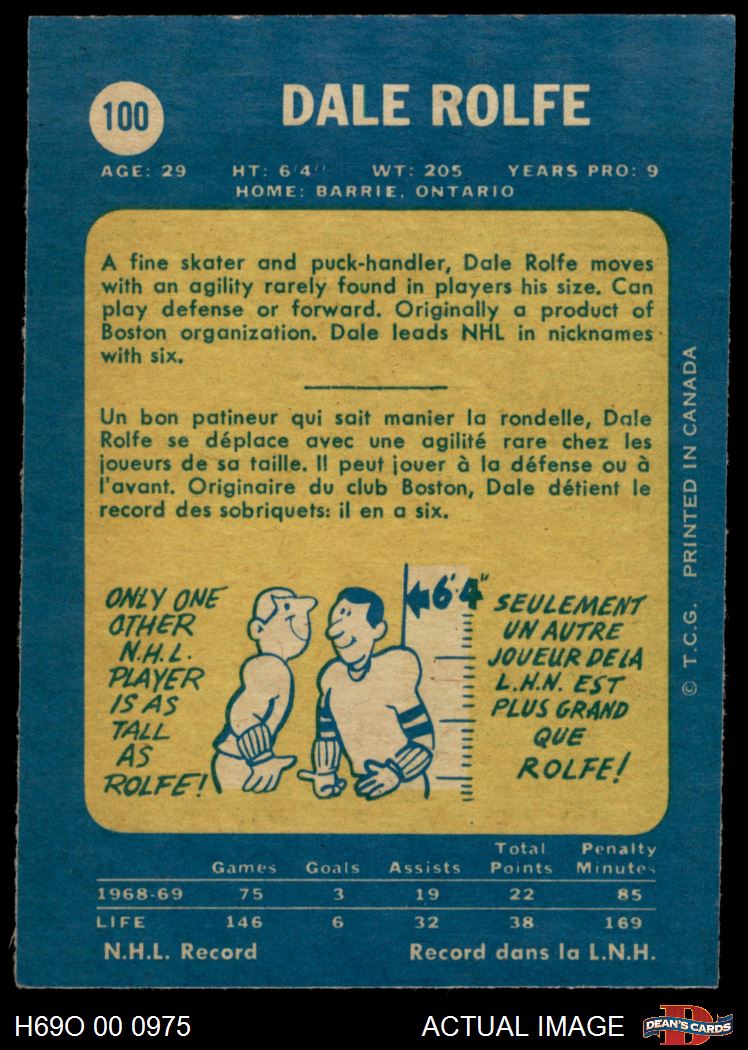 100
DALE ROLFE
AGE: 29 HT: 6'4" WT: 205 YEARS PRO: 9
HOME: BARRIE, ONTARIO
A fine skater and puck-handler, Dale Rolfe moves
with an agility rarely found in players his size. Can
play defense or forward. Originally a product of
Boston organization. Dale leads NHL in nicknames
with six.
Un bon patineur qui sait manier la rondelle, Dale
Rolfe se déplace avec une agilité rare chez les
joueurs de sa taille. Il peut jouer à la défense ou à
l'avant. Originaire du club Boston, Dale détient le
record des sobriquets: il en a six.
ONLY ONE
OTHER
N.H.L.
PLAYER
IS AS
TALL
AS
ROLFE!
6'4"
SEULEMENT
UN AUTRE
JOUEUR DE LA
L.H.N. EST
PLUS GRAND
QUE
ROLFE!
© T.C.G. PRINTED IN CANADA
Games Goals Assists Total Points Penalty Minutes
1968-69 75 3 19 22 85
LIFE 146 6 32 38 169
N.H.L. Record Record dans la L.N.H.
H69O 00 0975 ACTUAL IMAGE
D
DEAN'S CARDS